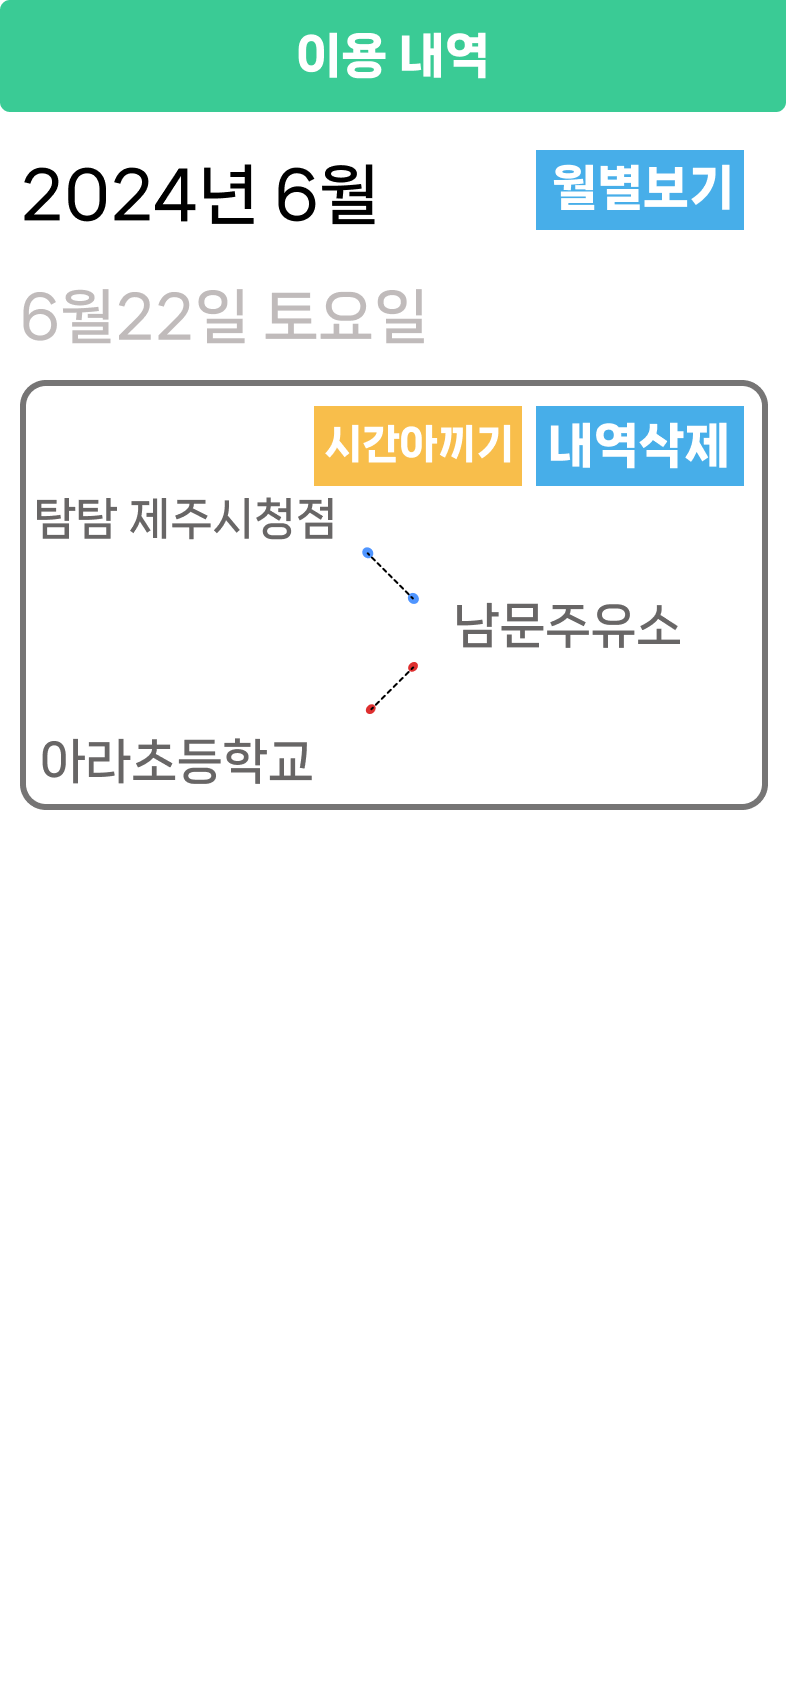 이용 내역
2024년 6월
월별보기
6월22일 토요일
시간아끼기
내역삭제
탐탐 제주시청점
남문주유소
아라초등학교